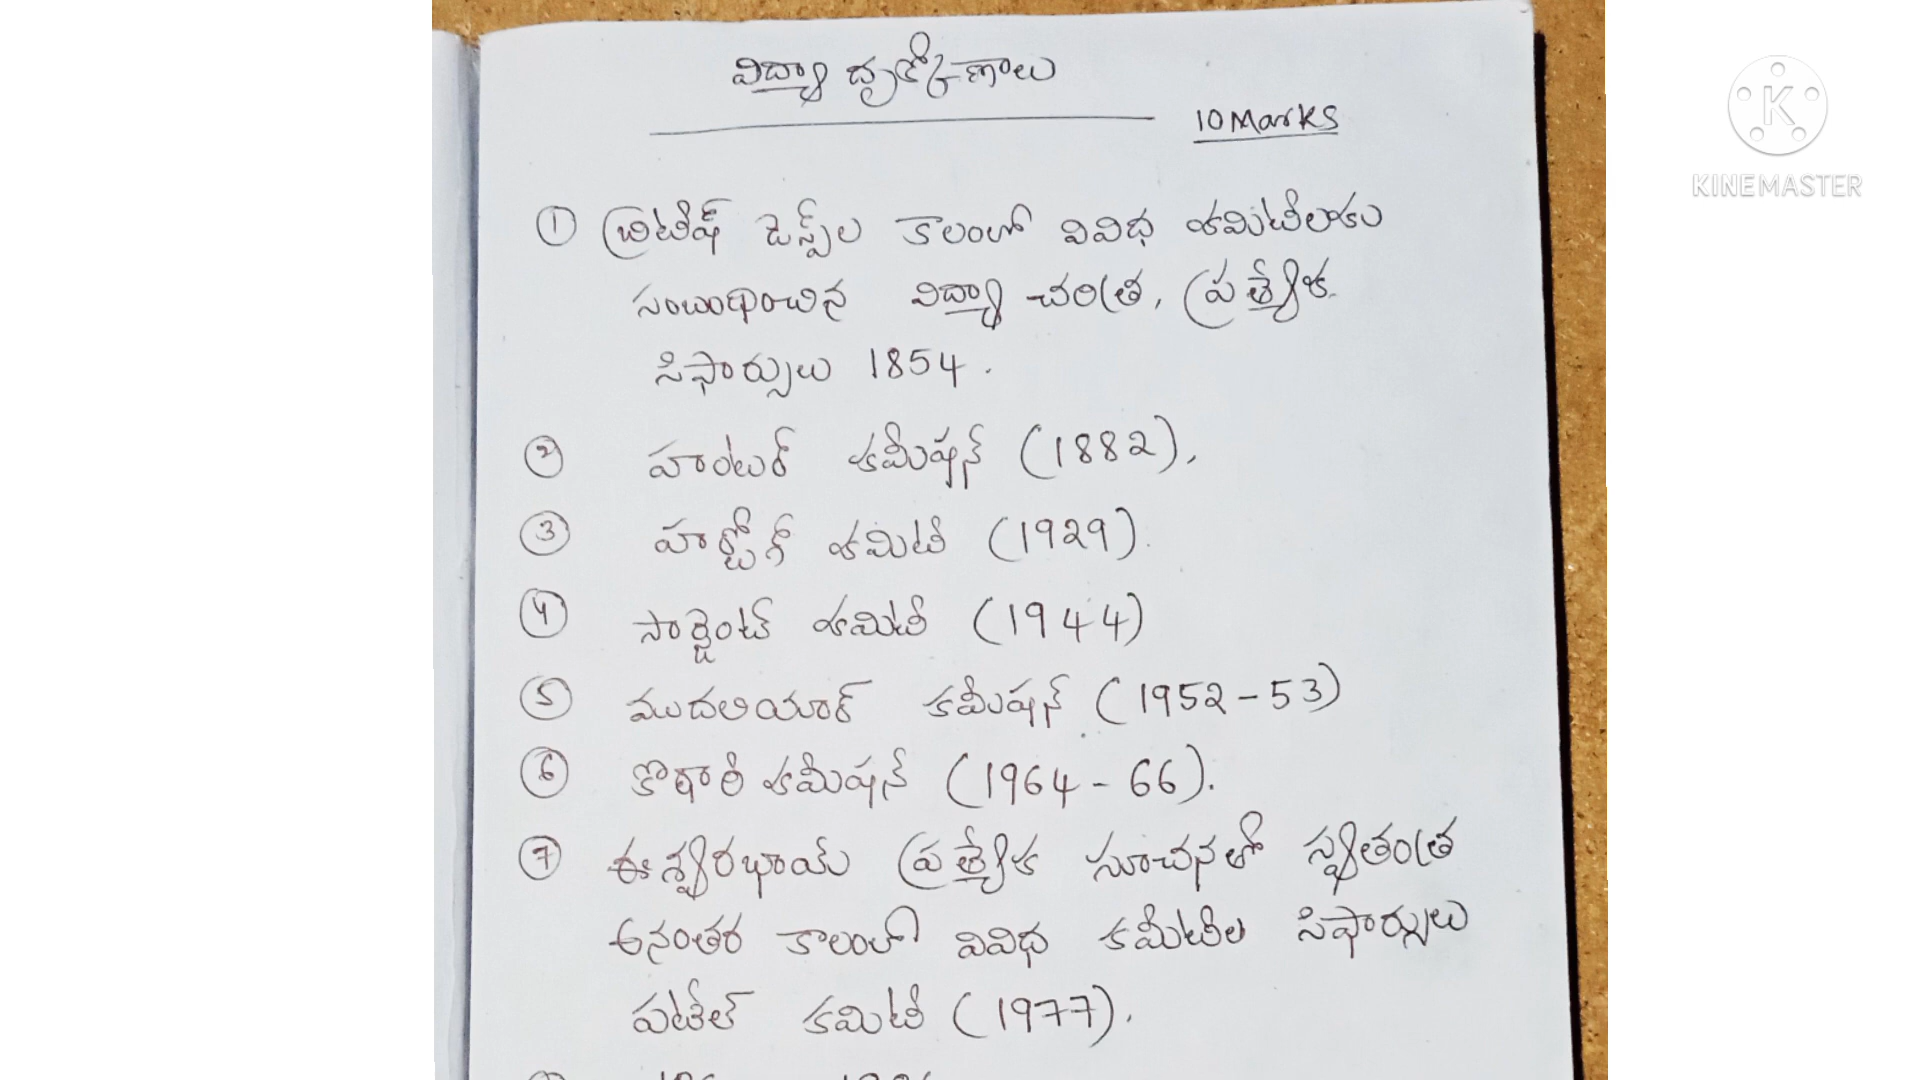 విద్యా దృక్కోణాలు
10 Marks
① బ్రిటీష్ డెస్ప్‌ల కాలంలో వివిధ కమిటీలకు
సంబంధించిన విద్యా చరిత్ర, ప్రత్యేక
సిఫార్సులు 1854.
② హంటర్ కమీషన్ (1882),
③ హర్టోగ్ కమిటీ (1929).
④ సార్జెంట్ కమిటీ (1944)
⑤ ముదలియార్ కమీషన్ (1952-53)
⑥ కొఠారీ కమీషన్ (1964-66).
⑦ ఈశ్వరభాయ్ ప్రత్యేక సూచనతో స్వతంత్ర
అనంతర కాలంలో వివిధ కమీటీల సిఫార్సులు
పటేల్ కమిటీ (1977).
K
KINEMASTER